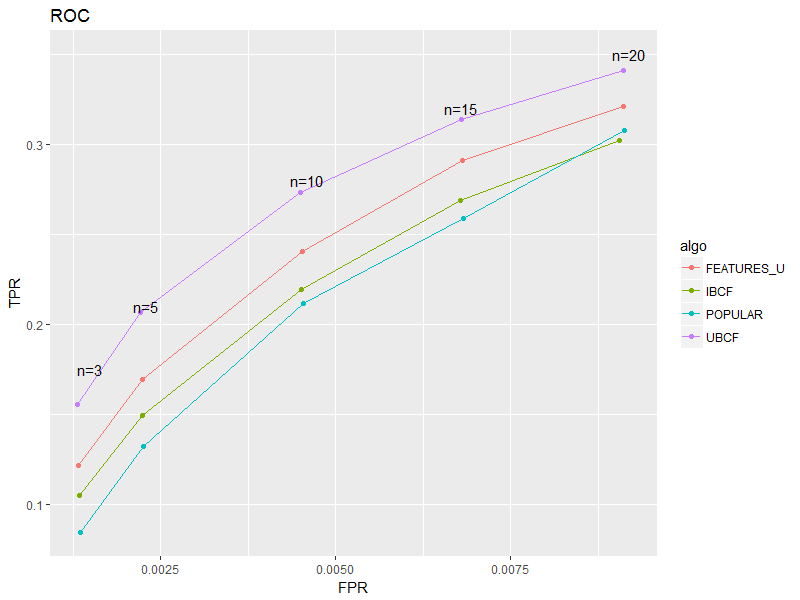 ROC
n=20
n=15
0.3
n=10
algo
FEATURES_U
IBCF
POPULAR
UBCF
TPR
n=5
0.2
n=3
0.1
0.0025
0.0050
0.0075
FPR